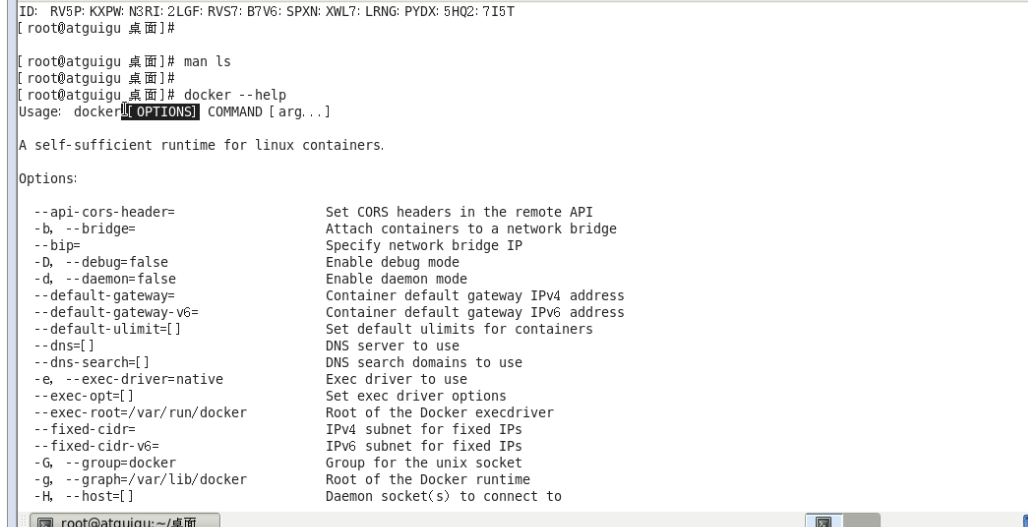 ID: RV5P:KXPW:N3RI:2LGF:RVS7:B7V6:SPXN:XWL7:LRNG:PYDX:5HQ2:7I5T
[root@atguigu 桌面]#
[root@atguigu 桌面]# man ls
[root@atguigu 桌面]#
[root@atguigu 桌面]# docker --help
Usage: docker [OPTIONS] COMMAND [arg...]
A self-sufficient runtime for linux containers.
Options:
--api-cors-header= Set CORS headers in the remote API
-b, --bridge= Attach containers to a network bridge
--bip= Specify network bridge IP
-D, --debug=false Enable debug mode
-d, --daemon=false Enable daemon mode
--default-gateway= Container default gateway IPv4 address
--default-gateway-v6= Container default gateway IPv6 address
--default-ulimit=[] Set default ulimits for containers
--dns=[] DNS server to use
--dns-search=[] DNS search domains to use
-e, --exec-driver=native Exec driver to use
--exec-opt=[] Set exec driver options
--exec-root=/var/run/docker Root of the Docker execdriver
--fixed-cidr= IPv4 subnet for fixed IPs
--fixed-cidr-v6= IPv6 subnet for fixed IPs
-G, --group=docker Group for the unix socket
-g, --graph=/var/lib/docker Root of the Docker runtime
-H, --host=[] Daemon socket(s) to connect to
root@atguigu:~/桌面